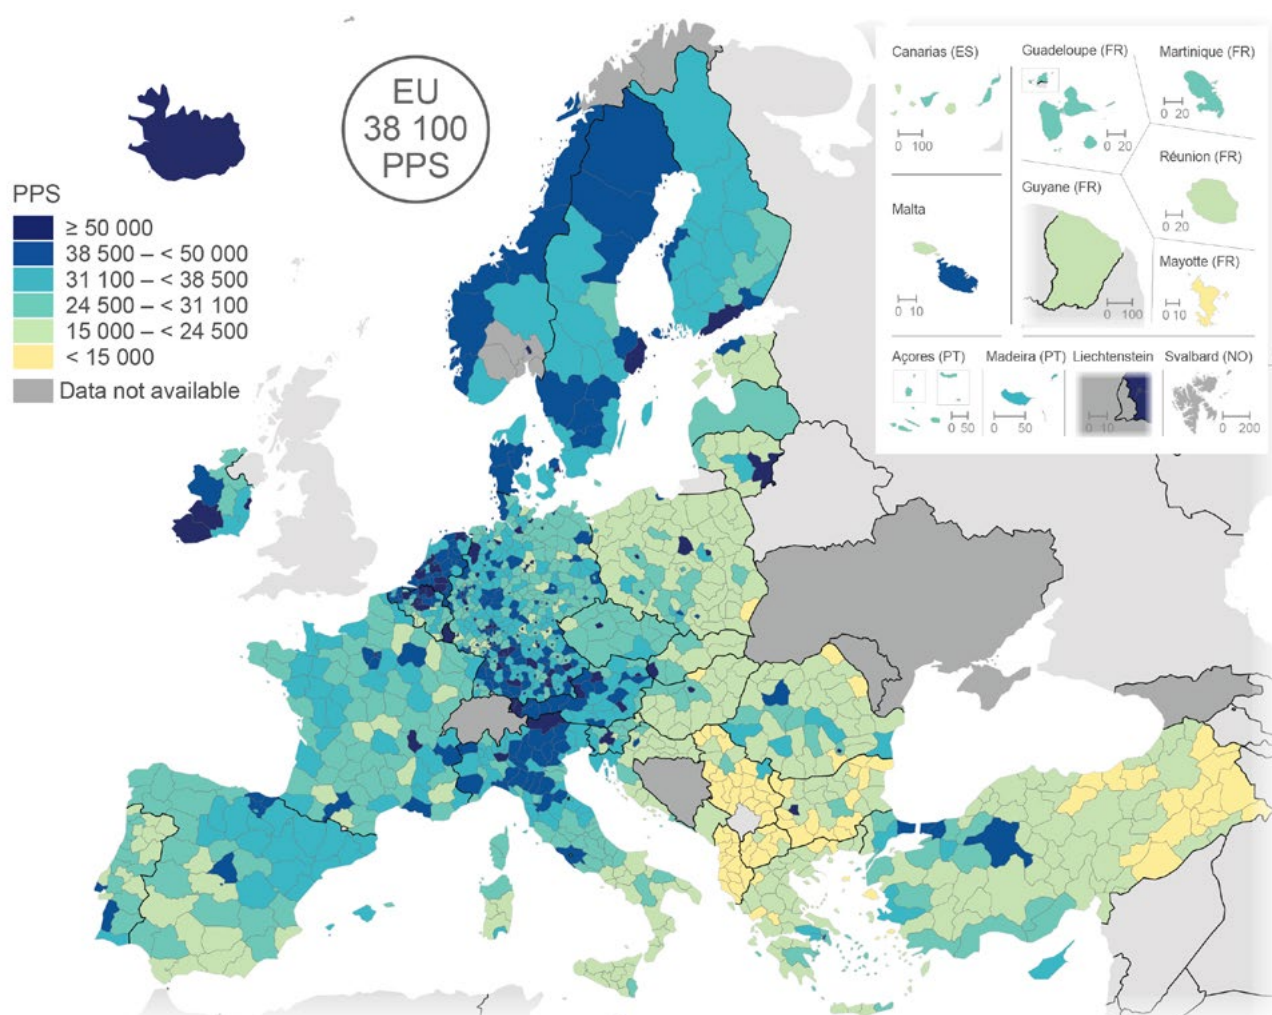 EU
38 100
PPS
PPS
≥ 50 000
38 500 – < 50 000
31 100 – < 38 500
24 500 – < 31 100
15 000 – < 24 500
< 15 000
Data not available
Canarias (ES)
0 100
Guadeloupe (FR)
0 20
Martinique (FR)
0 20
Réunion (FR)
0 20
Guyane (FR)
0 100
Malta
0 10
Mayotte (FR)
0 10
Açores (PT)
0 50
Madeira (PT)
0 50
Liechtenstein
0 10
Svalbard (NO)
0 200